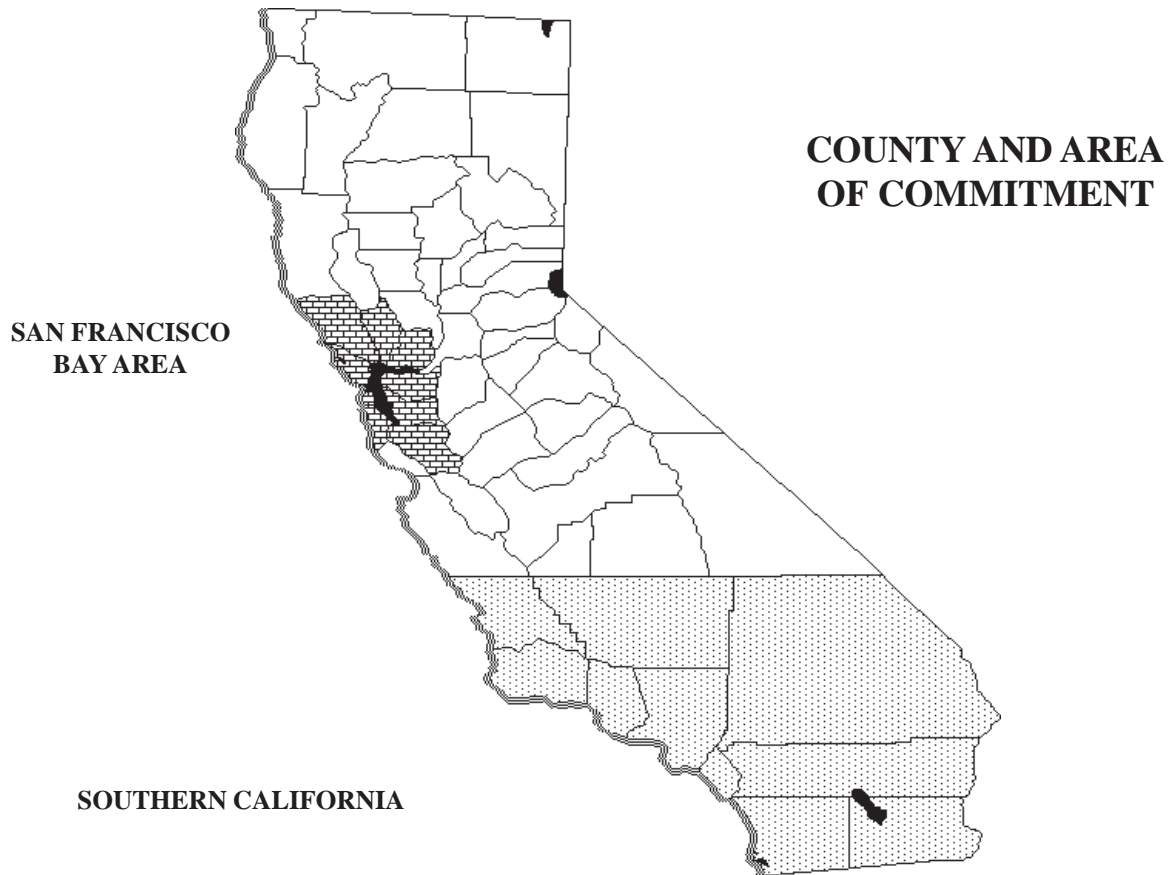 COUNTY AND AREA
OF COMMITMENT
SAN FRANCISCO
BAY AREA
SOUTHERN CALIFORNIA